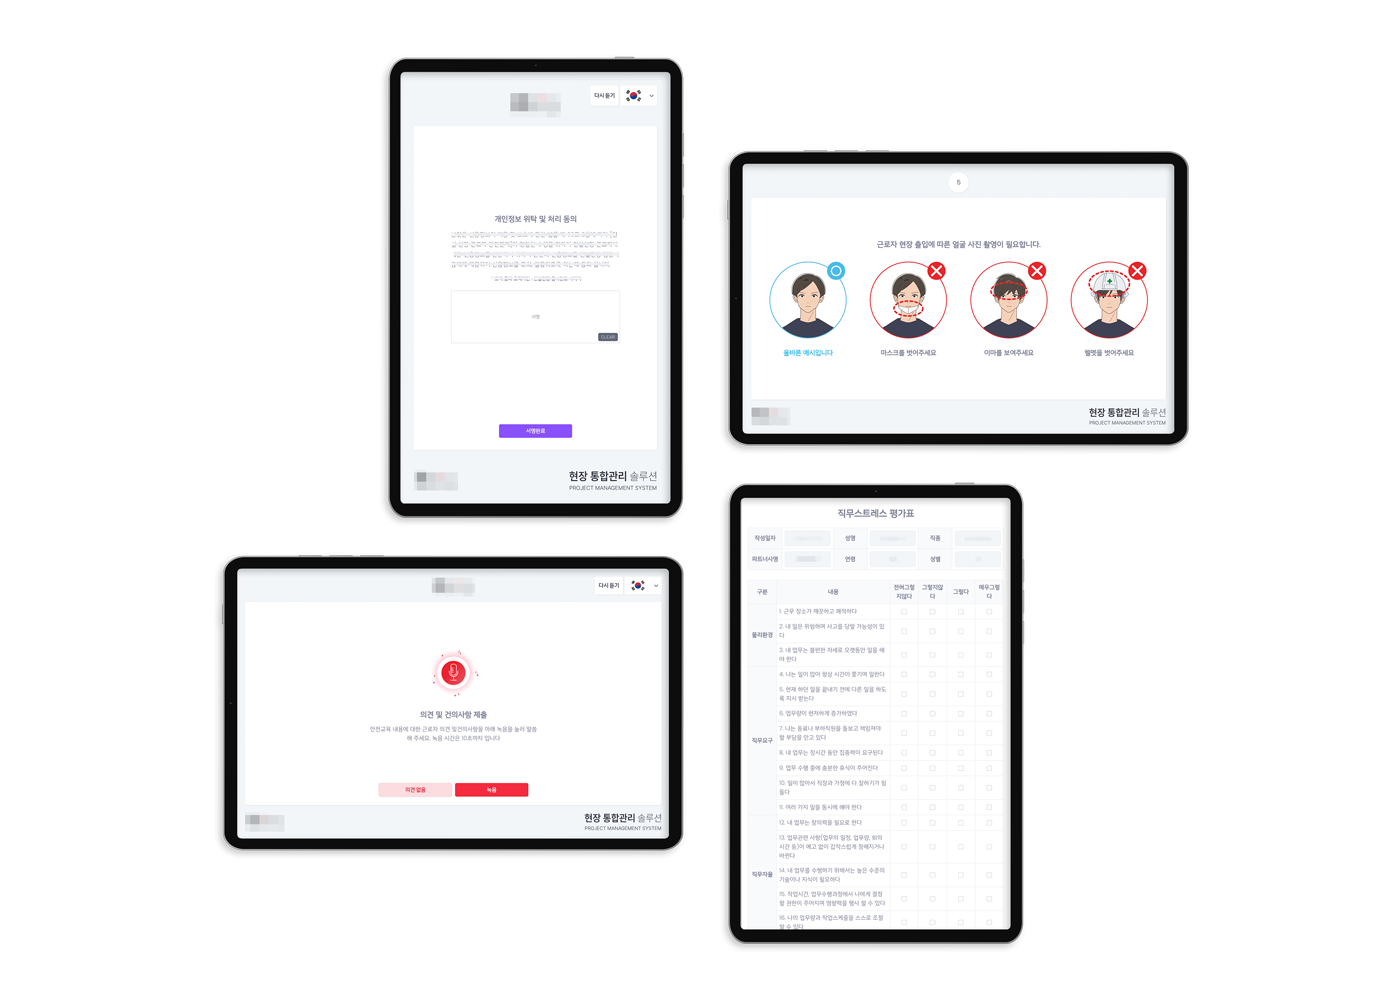 다시 듣기
개인정보 위탁 및 처리 동의
서명
CLEAR
서명완료
현장 통합관리 솔루션
PROJECT MANAGEMENT SYSTEM
5
근로자 현장 출입에 따른 얼굴 사진 촬영이 필요합니다.
올바른 예시입니다
마스크를 벗어주세요
이마를 보여주세요
헬멧을 벗어주세요
현장 통합관리 솔루션
PROJECT MANAGEMENT SYSTEM
다시 듣기
의견 및 건의사항 제출
안전교육 내용에 대한 근로자 의견 및건의사항을 아래 녹음을 눌러 말씀
해 주세요. 녹음 시간은 10초까지 입니다
의견 없음
녹음
현장 통합관리 솔루션
PROJECT MANAGEMENT SYSTEM
직무스트레스 평가표
작성일자
성명
직종
파트너사명
연령
성별
구분
내용
전혀그렇
지않다
그렇지않
다
그렇다
매우그렇
다
물리환경
1. 근무 장소가 깨끗하고 쾌적하다
2. 내 일은 위험하며 사고를 당할 가능성이 있
다
3. 내 업무는 불편한 자세로 오랫동안 일을 해
야 한다
직무요구
4. 나는 일이 많아 항상 시간에 쫓기며 일한다
5. 현재 하던 일을 끝내기 전에 다른 일을 하도
록 지시 받는다
6. 업무량이 현저하게 증가하였다
7. 나는 동료나 부하직원을 돌보고 책임져야
할 부담을 안고 있다
8. 내 업무는 장시간 동안 집중력이 요구된다
9. 업무 수행 중에 충분한 휴식이 주어진다
10. 일이 많아서 직장과 가정에 다 잘하기가 힘
들다
11. 여러 가지 일을 동시에 해야 한다
직무자율
12. 내 업무는 창의력을 필요로 한다
13. 업무관련 사항(업무의 일정, 업무량, 회의
시간 등)이 예고 없이 갑작스럽게 정해지거나
바뀐다
14. 내 업무를 수행하기 위해서는 높은 수준의
기술이나 지식이 필요하다
15. 작업시간, 업무수행과정에서 나에게 결정
할 권한이 주어지며 영향력을 행사 할 수 있다
16. 나의 업무량과 작업스케줄을 스스로 조절
할 수 있다